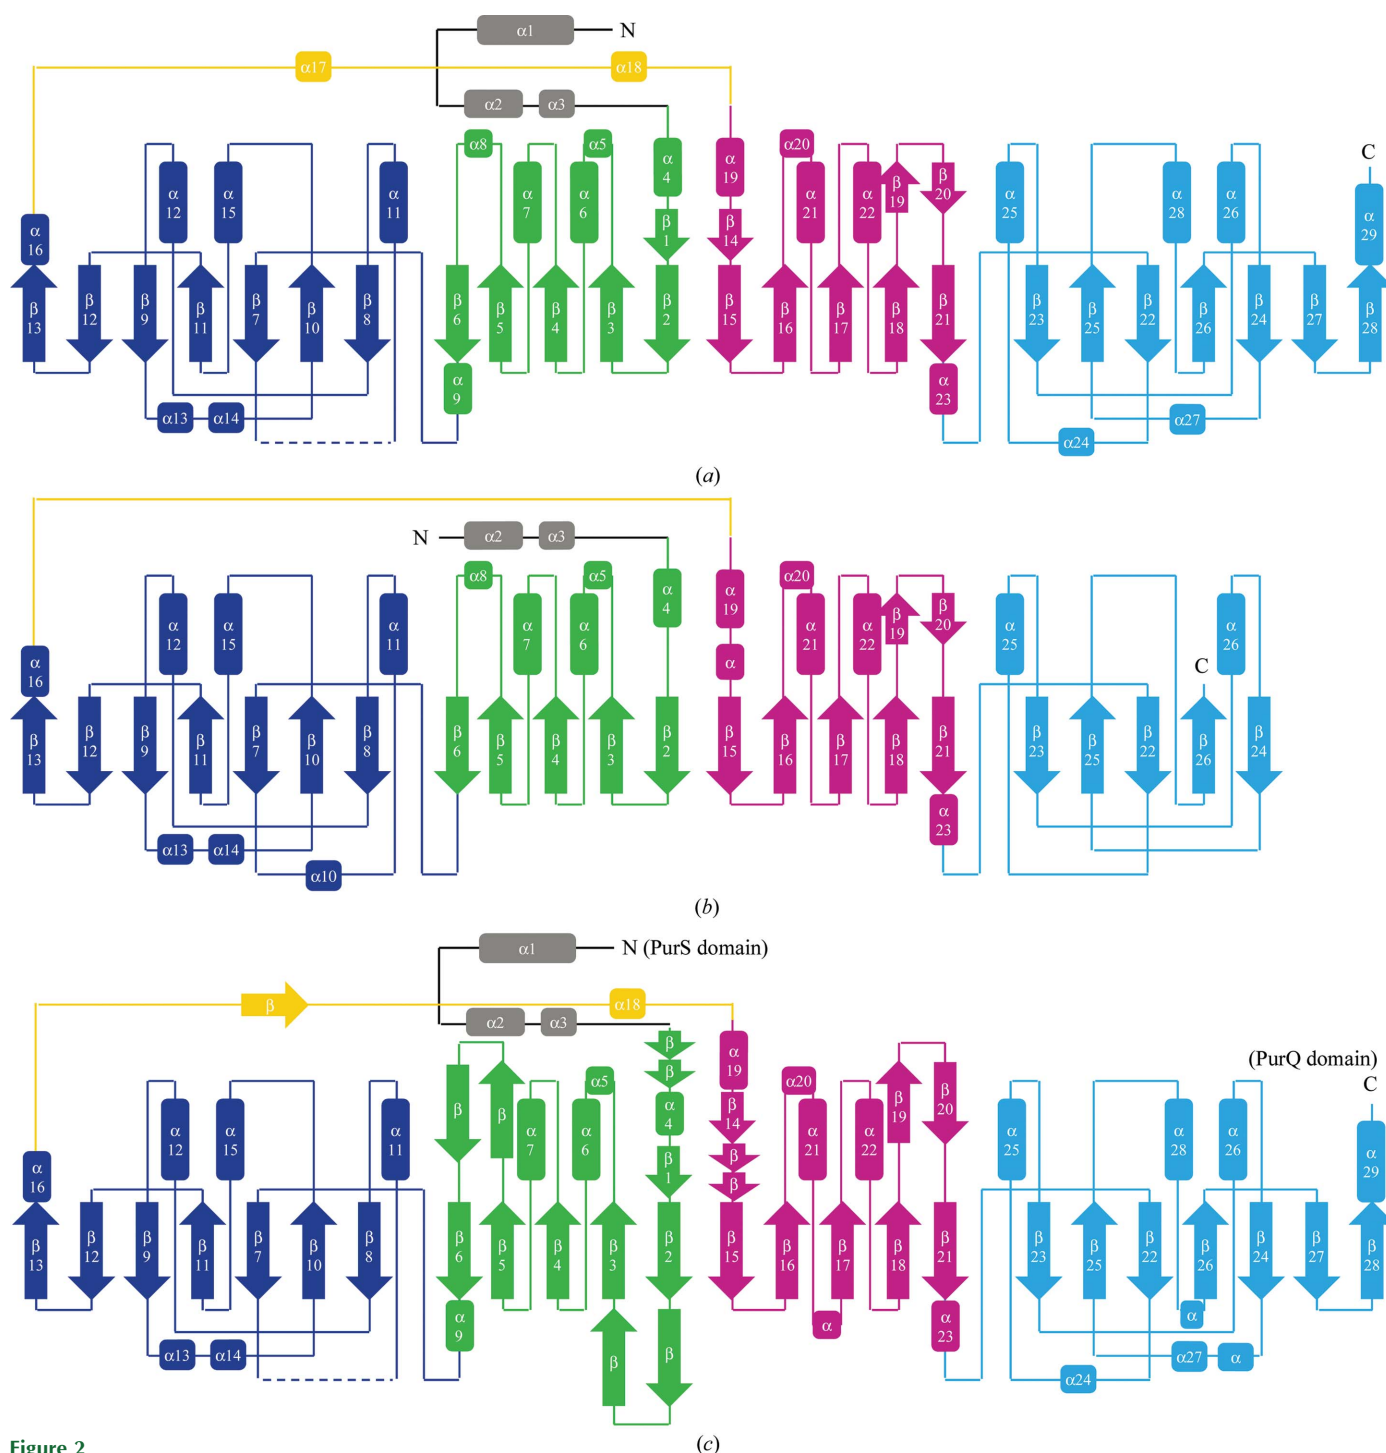 α1 N
α17 α18
α2 α3
α8 α5 α4 α19 α20 C
α12 α15 α11 α7 α6 α21 α22 β19 β20 α25 α28 α26 α29
α16 β1 β14
β13 β12 β9 β11 β7 β10 β8 β6 β5 β4 β3 β2 β15 β16 β17 β18 β21 β23 β25 β22 β26 β24 β27 β28
α9 α23
α13 α14 α27
α24
(a)
N α2 α3
α8 α5 α4 α19 α20
α12 α15 α11 α7 α6 α21 α22 β19 β20 α25 α26
α16 α C
β13 β12 β9 β11 β7 β10 β8 β6 β5 β4 β3 β2 β15 β16 β17 β18 β21 β23 β25 β22 β26 β24
α23
α13 α14
α10
(b)
α1 N (PurS domain)
β α18
α2 α3
β
β α19 (PurQ domain)
α5 α20 C
β β α4 β14 β19 β20
α12 α15 α11 α7 α6 α21 α22 α25 α28 α26 α29
α16 β1 β
β
β13 β12 β9 β11 β7 β10 β8 β6 β5 β4 β3 β2 β15 β16 β17 β18 β21 β23 β25 β22 β26 β24 β27 β28
α
α9 α α23
α13 α14 β β α27 α
α24
(c)
Figure 2